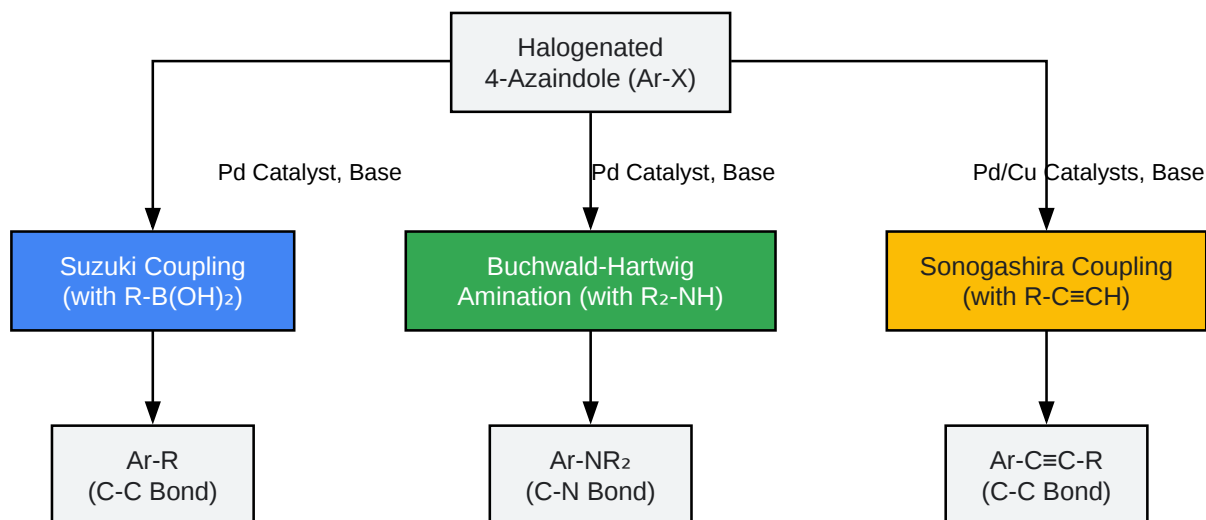 Halogenated
4-Azaindole (Ar-X)
Pd Catalyst, Base
Pd Catalyst, Base
Pd/Cu Catalysts, Base
Suzuki Coupling
(with R-B(OH)₂)
Buchwald-Hartwig
Amination (with R₂-NH)
Sonogashira Coupling
(with R-C≡CH)
Ar-R
(C-C Bond)
Ar-NR₂
(C-N Bond)
Ar-C≡C-R
(C-C Bond)